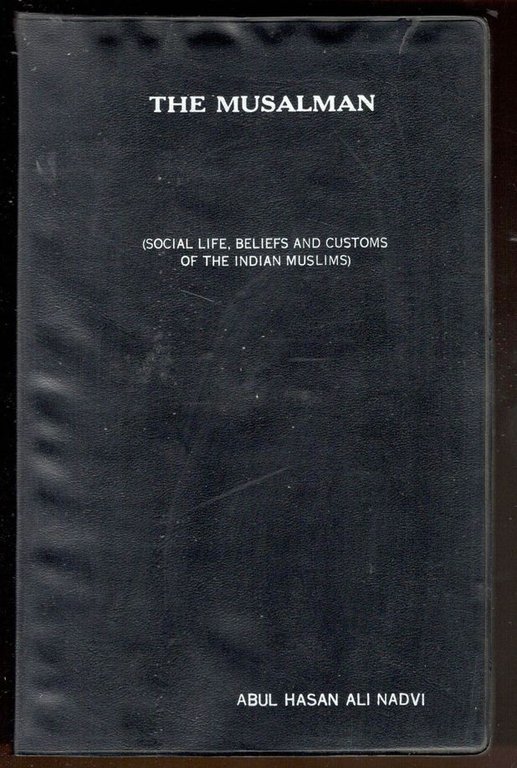 THE MUSALMAN
(SOCIAL LIFE, BELIEFS AND CUSTOMS
OF THE INDIAN MUSLIMS)
ABUL HASAN ALI NADVI